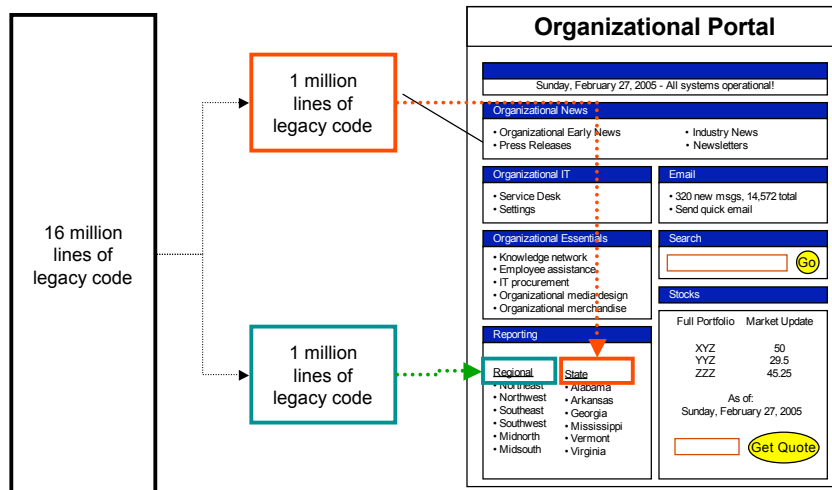 Organizational Portal
16 million
lines of
legacy code
1 million
lines of
legacy code
1 million
lines of
legacy code
Sunday, February 27, 2005 - All systems operational!
Organizational News
• Organizational Early News
• Press Releases
• Industry News
• Newsletters
Organizational IT
• Service Desk
• Settings
Email
• 320 new msgs, 14,572 total
• Send quick email
Organizational Essentials
• Knowledge network
• Employee assistance
• IT procurement
• Organizational media design
• Organizational merchandise
Search
Go
Stocks
Full Portfolio Market Update
XYZ 50
YYZ 29.5
ZZZ 45.25
As of:
Sunday, February 27, 2005
Get Quote
Reporting
Regional
• Northeast
• Northwest
• Southeast
• Southwest
• Midnorth
• Midsouth
State
• Alabama
• Arkansas
• Georgia
• Mississippi
• Vermont
• Virginia